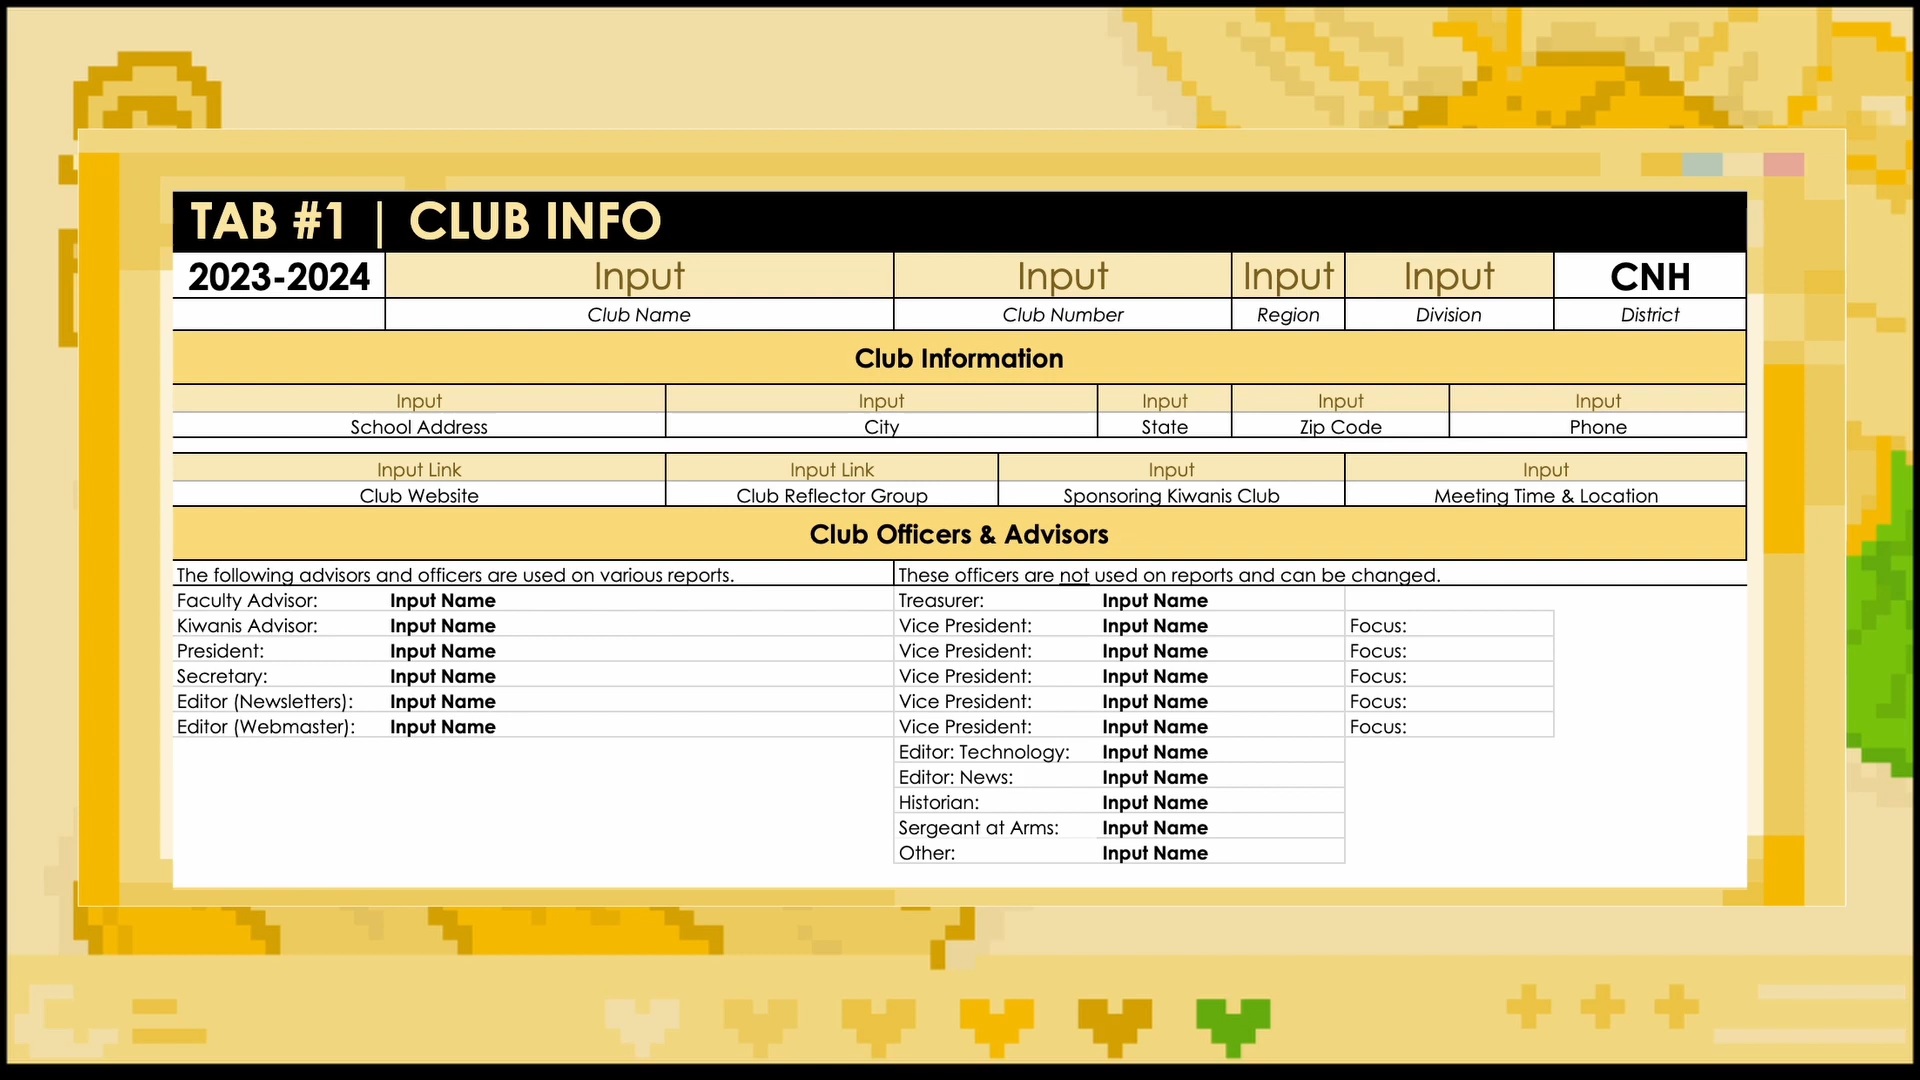 TAB #1 | CLUB INFO
2023-2024 Input Input Input Input CNH
Club Name Club Number Region Division District
Club Information
Input Input Input Input Input
School Address City State Zip Code Phone
Input Link Input Link Input Input
Club Website Club Reflector Group Sponsoring Kiwanis Club Meeting Time & Location
Club Officers & Advisors
The following advisors and officers are used on various reports. These officers are not used on reports and can be changed.
Faculty Advisor: Input Name Treasurer: Input Name
Kiwanis Advisor: Input Name Vice President: Input Name Focus:
President: Input Name Vice President: Input Name Focus:
Secretary: Input Name Vice President: Input Name Focus:
Editor (Newsletters): Input Name Vice President: Input Name Focus:
Editor (Webmaster): Input Name Vice President: Input Name Focus:
Editor: Technology: Input Name
Editor: News: Input Name
Historian: Input Name
Sergeant at Arms: Input Name
Other: Input Name